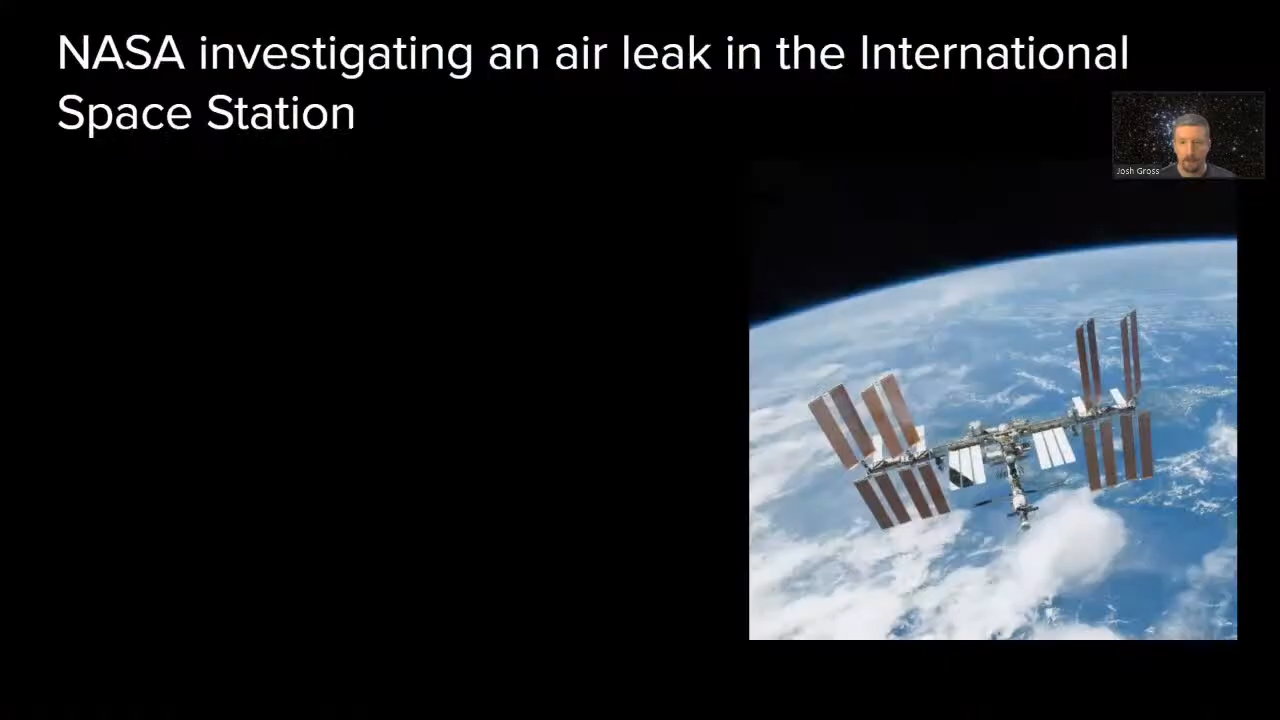 NASA investigating an air leak in the International
Space Station
Josh Gross